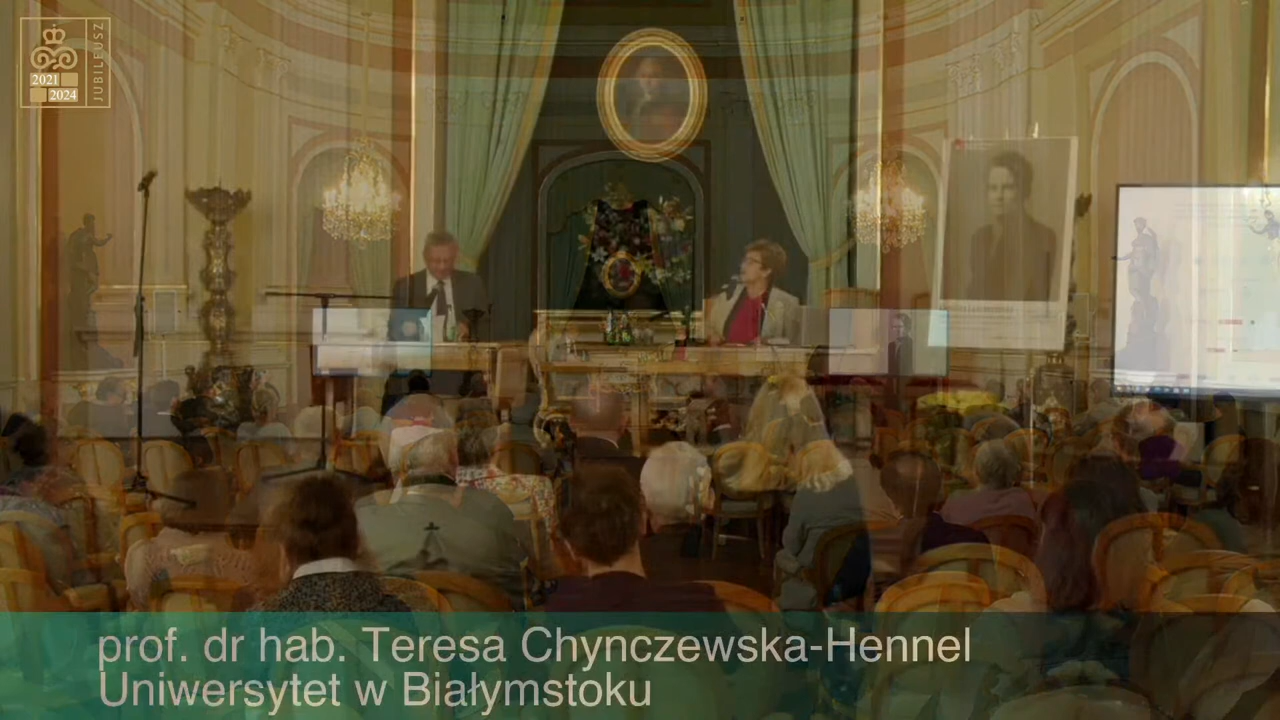 2021
2024
JUBILEUSZ
prof. dr hab. Teresa Chynczewska-Hennel
Uniwersytet w Białymstoku